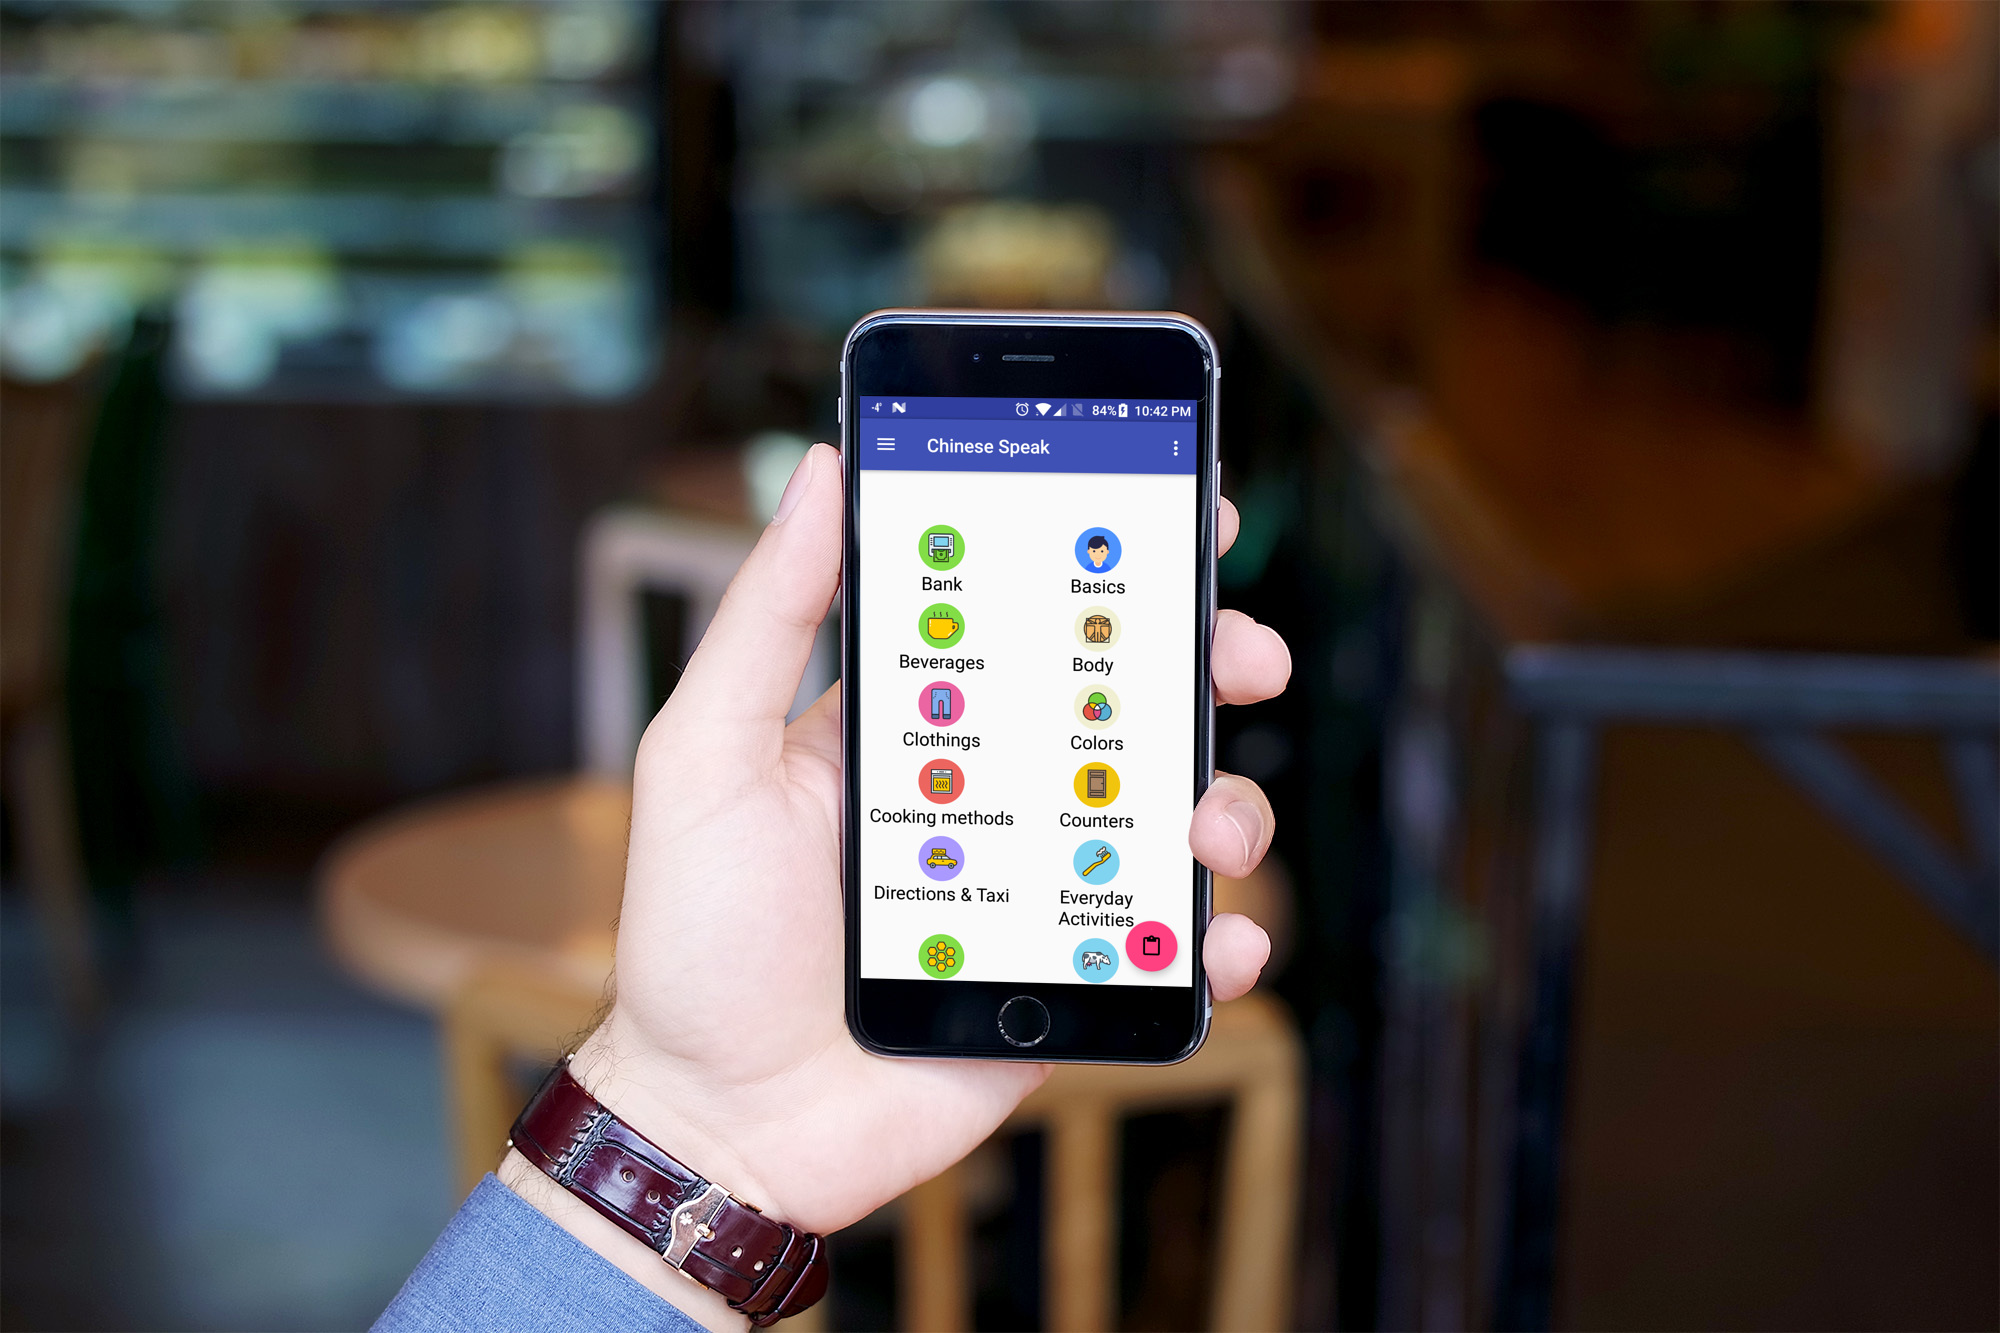 -4° 84% 10:42 PM
Chinese Speak
Bank Basics
Beverages Body
Clothings Colors
Cooking methods Counters
Directions & Taxi Everyday
Activities